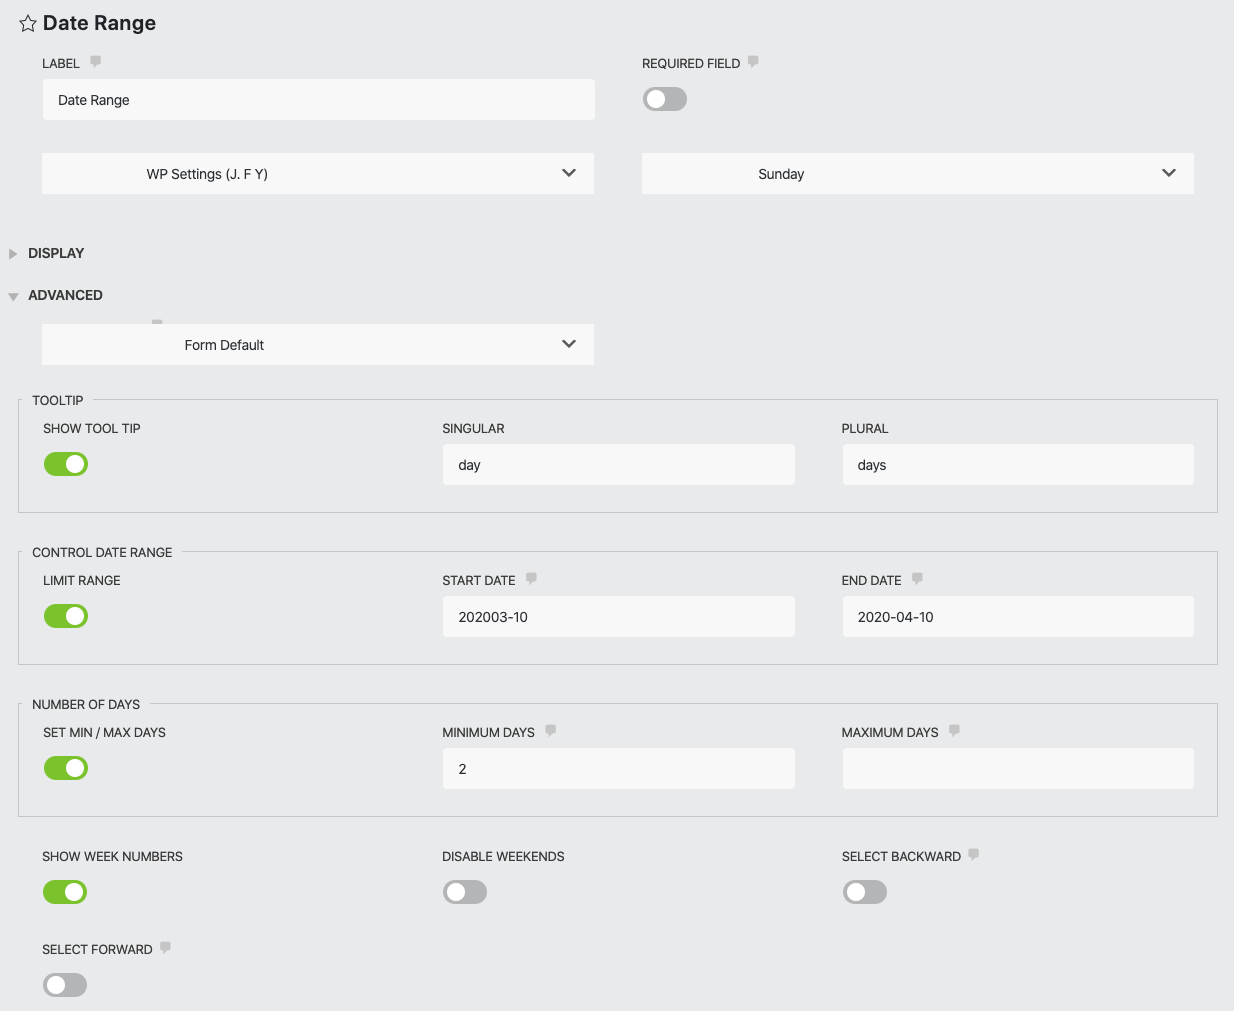 Date Range
LABEL
REQUIRED FIELD
Date Range
WP Settings (J. F Y)
Sunday
DISPLAY
ADVANCED
Form Default
TOOLTIP
SHOW TOOL TIP
SINGULAR
PLURAL
day
days
CONTROL DATE RANGE
LIMIT RANGE
START DATE
END DATE
202003-10
2020-04-10
NUMBER OF DAYS
SET MIN / MAX DAYS
MINIMUM DAYS
MAXIMUM DAYS
2
SHOW WEEK NUMBERS
DISABLE WEEKENDS
SELECT BACKWARD
SELECT FORWARD